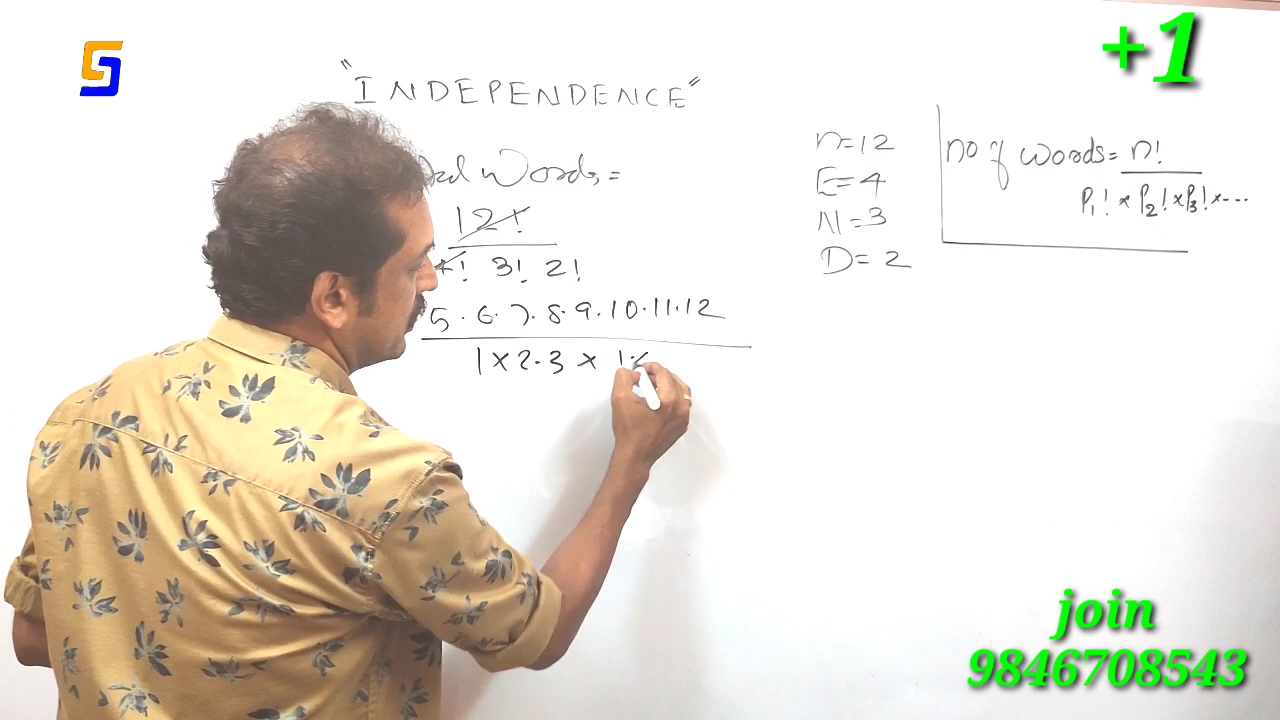 +1
"INDEPENDENCE"
Words =
12!
4! 3! 2!
5.6.7.8.9.10.11.12
1×2.3 × 1×
n=12
E=4
N=3
D=2
no of words = n!
P₁! × P₂! × P₃! × ---
join
9846708543